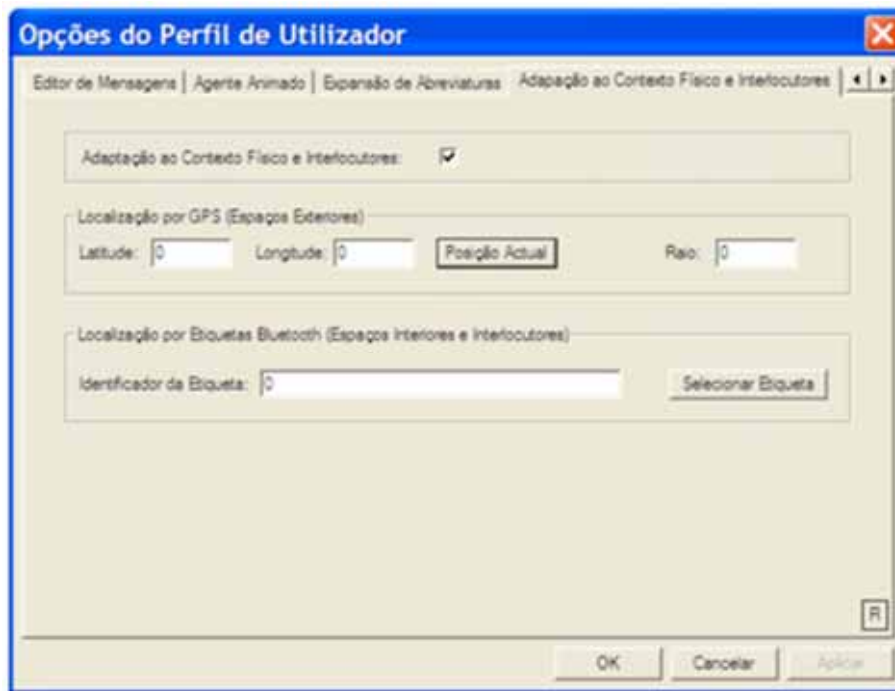 Opções do Perfil de Utilizador
Editor de Mensagens | Agente Animado | Expansão de Abreviaturas | Adapação ao Contexto Físico e Interlocutores
Adaptação ao Contexto Físico e Interlocutores:
Localização por GPS (Espaços Exteriores)
Latitude: 0 Longitude: 0 Posição Actual Raio: 0
Localização por Etiquetas Bluetooth (Espaços Interiores e Interlocutores)
Identificador da Etiqueta: 0 Selecionar Etiqueta
R
OK Cancelar Aplicar